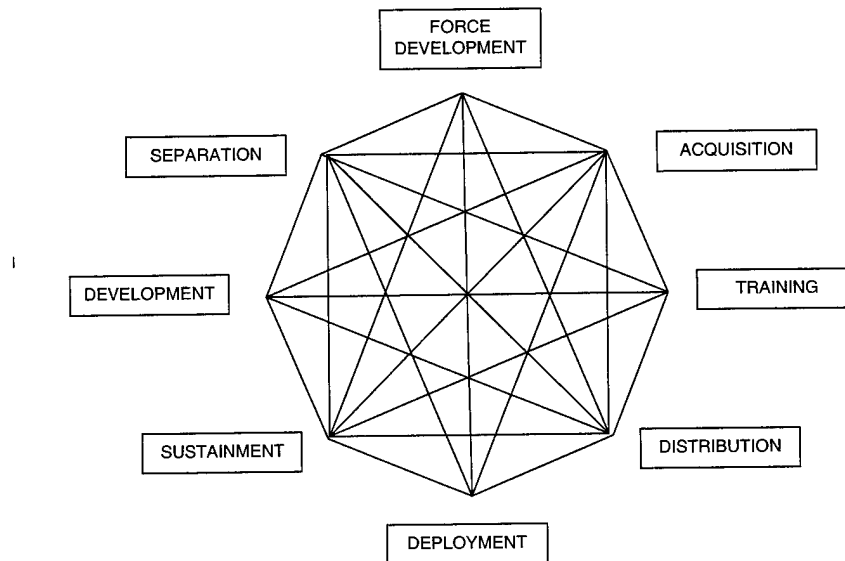 FORCE
DEVELOPMENT
SEPARATION
ACQUISITION
DEVELOPMENT
TRAINING
SUSTAINMENT
DISTRIBUTION
DEPLOYMENT